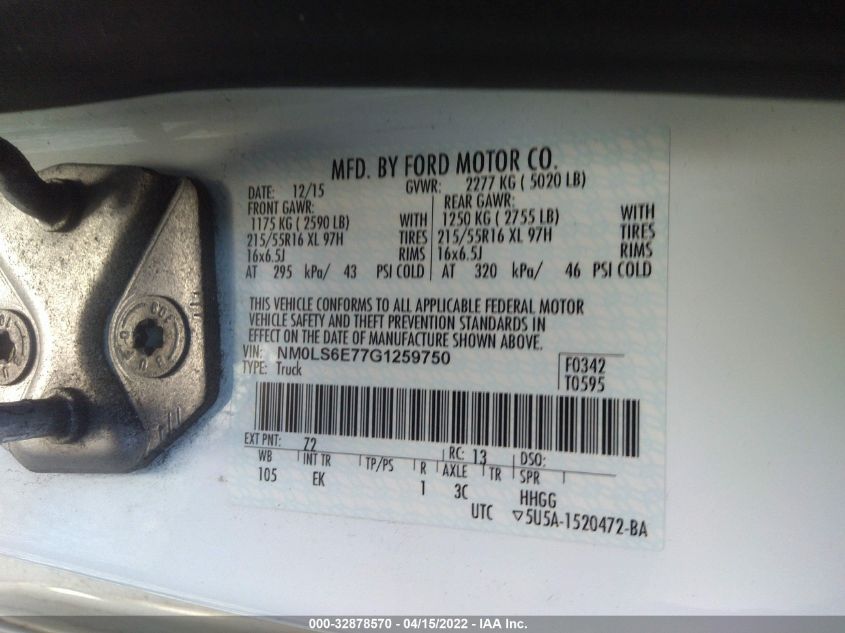 MFD. BY FORD MOTOR CO.
DATE: 12/15 GVWR: 2277 KG ( 5020 LB)
FRONT GAWR: REAR GAWR:
1175 KG ( 2590 LB) WITH 1250 KG ( 2755 LB) WITH
215/55R16 XL 97H TIRES 215/55R16 XL 97H TIRES
16x6.5J RIMS 16x6.5J RIMS
AT 295 kPa/ 43 PSI COLD AT 320 kPa/ 46 PSI COLD
THIS VEHICLE CONFORMS TO ALL APPLICABLE FEDERAL MOTOR
VEHICLE SAFETY AND THEFT PREVENTION STANDARDS IN
EFFECT ON THE DATE OF MANUFACTURE SHOWN ABOVE.
VIN: NM0LS6E77G1259750
TYPE: Truck
F0342
T0595
EXT PNT: Z2 RC: 13 DSO:
WB INT TR TP/PS R AXLE TR SPR
105 EK 1 3C HHGG
UTC ▽5U5A-1520472-BA
000-32878570 - 04/15/2022 - IAA Inc.